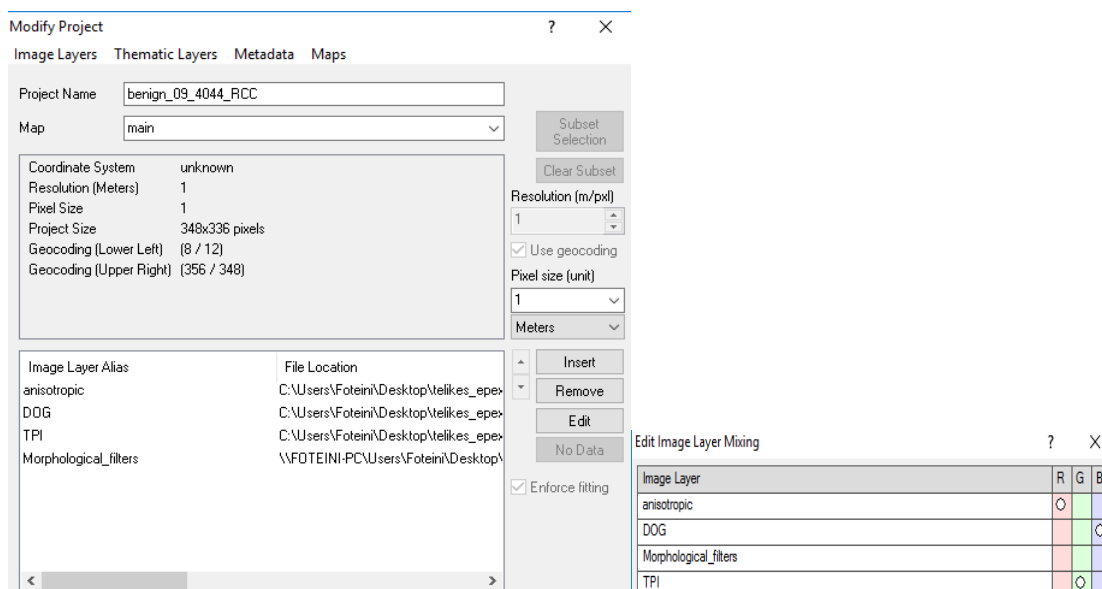 Modify Project ? ×
Image Layers Thematic Layers Metadata Maps
Project Name benign_09_4044_RCC
Map main
Subset Selection
Clear Subset
Coordinate System unknown
Resolution (Meters) 1
Pixel Size 1
Project Size 348x336 pixels
Geocoding (Lower Left) (8 / 12)
Geocoding (Upper Right) (356 / 348)
Resolution (m/pxl)
1
Use geocoding
Pixel size (unit)
1
Meters
Image Layer Alias File Location
anisotropic C:\Users\Foteini\Desktop\telikes_epe
DOG C:\Users\Foteini\Desktop\telikes_epe
TPI C:\Users\Foteini\Desktop\telikes_epe
Morphological_filters \\FOTEINI-PC\Users\Foteini\Desktop\
Insert
Remove
Edit
No Data
Enforce fitting
Edit Image Layer Mixing ? ×
Image Layer R G B
anisotropic
DOG
Morphological_filters
TPI